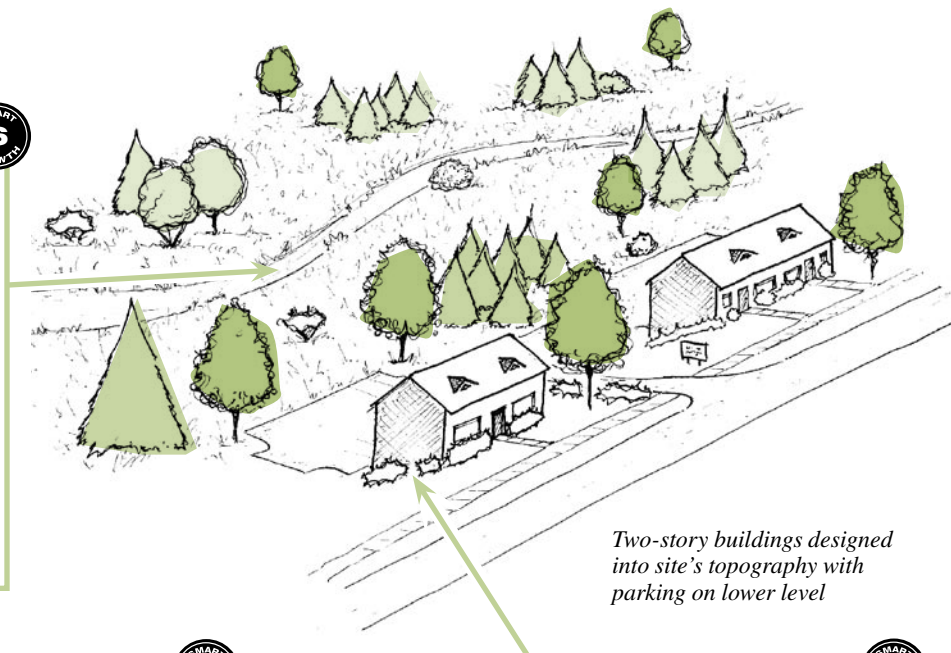 Two-story buildings designed
into site's topography with
parking on lower level